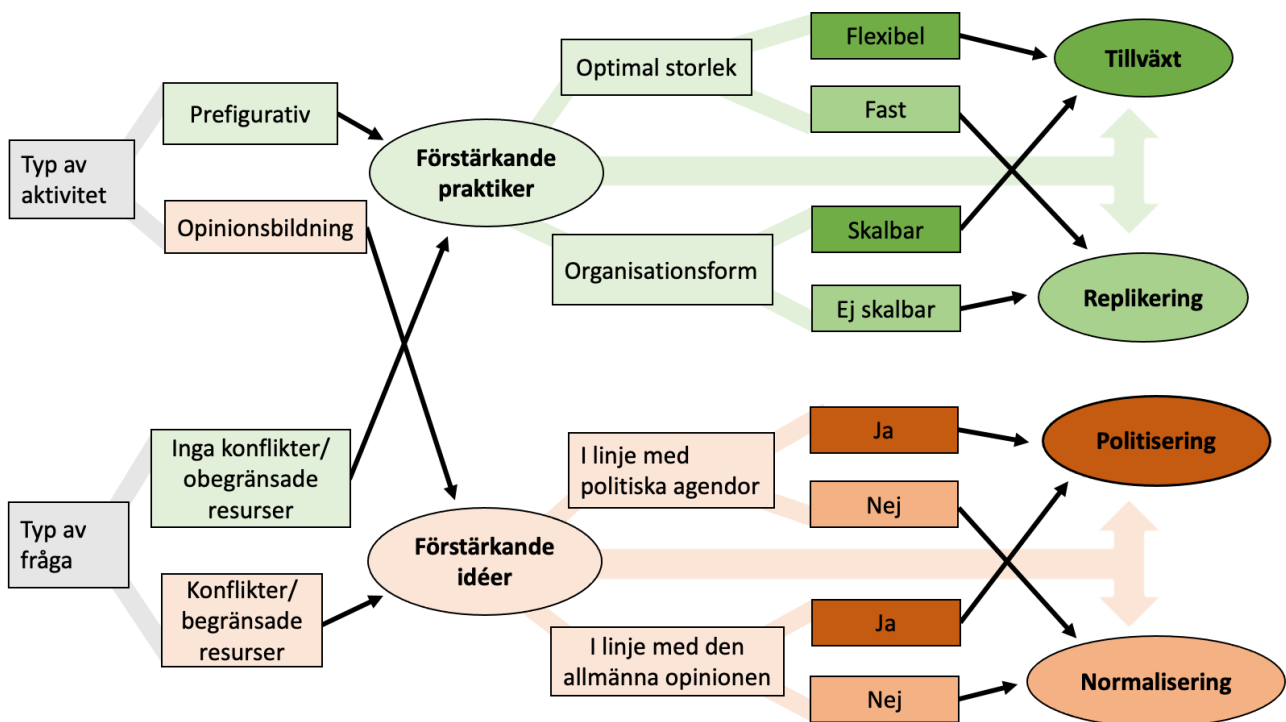 Typ av
aktivitet
Prefigurativ
Opinionsbildning
Förstärkande
praktiker
Optimal storlek
Organisationsform
Flexibel
Fast
Skalbar
Ej skalbar
Tillväxt
Replikering
Typ av
fråga
Inga konflikter/
obegränsade
resurser
Konflikter/
begränsade
resurser
Förstärkande
idéer
I linje med
politiska agendor
I linje med den
allmänna opinionen
Ja
Nej
Ja
Nej
Politisering
Normalisering